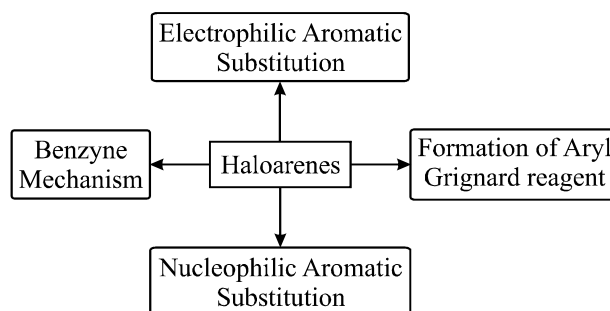 Electrophilic Aromatic
Substitution
Benzyne
Mechanism
Haloarenes
Formation of Aryl
Grignard reagent
Nucleophilic Aromatic
Substitution